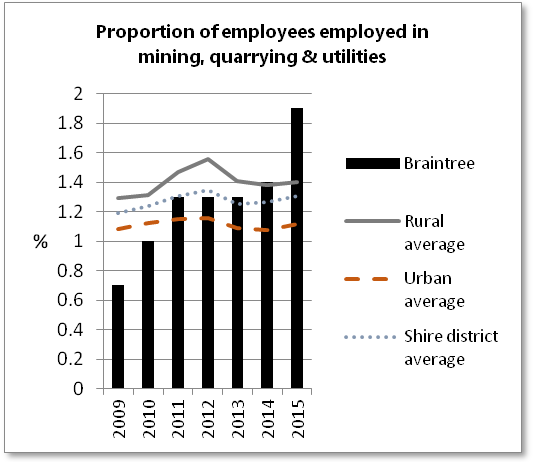 Proportion of employees employed in
mining, quarrying & utilities
2
1.8
1.6
1.4
1.2
1
0.8
0.6
0.4
0.2
0
%
2009
2010
2011
2012
2013
2014
2015
Braintree
Rural
average
Urban
average
Shire district
average